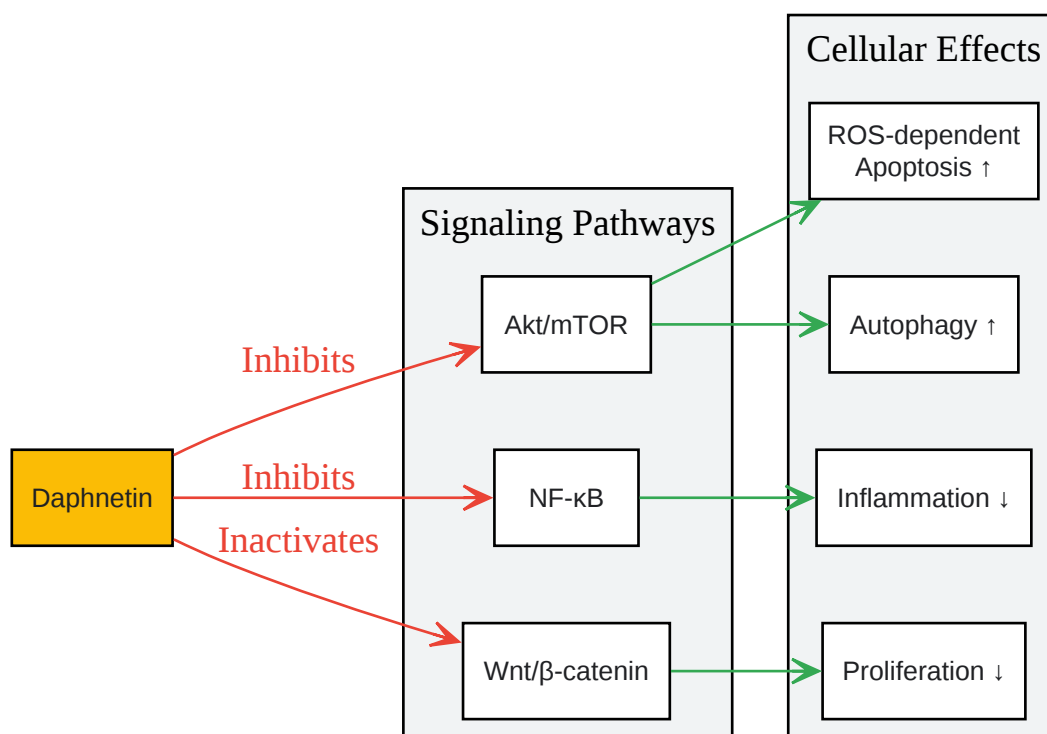 Cellular Effects
ROS-dependent
Apoptosis ↑
Signaling Pathways
Akt/mTOR
Autophagy ↑
Inhibits
Daphnetin
Inhibits
NF-κB
Inflammation ↓
Inactivates
Wnt/β-catenin
Proliferation ↓